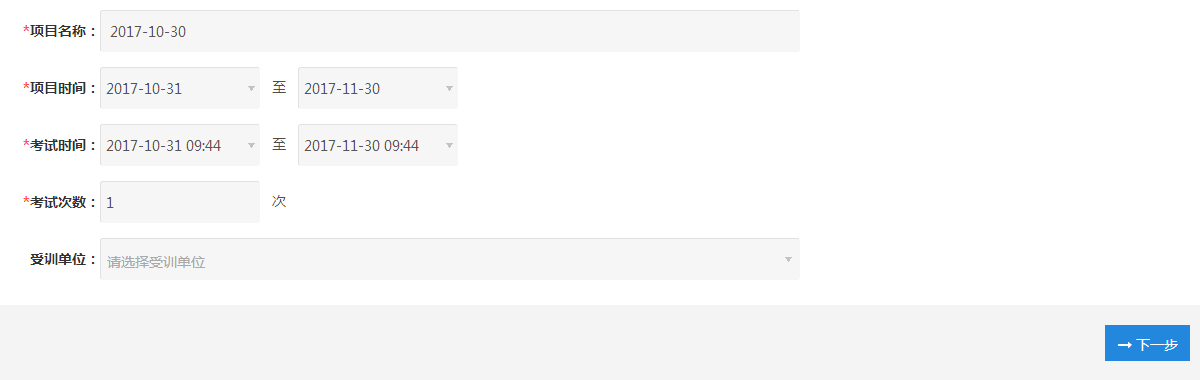 *项目名称： 2017-10-30
*项目时间： 2017-10-31 至 2017-11-30
*考试时间： 2017-10-31 09:44 至 2017-11-30 09:44
*考试次数： 1 次
受训单位： 请选择受训单位
→ 下一步